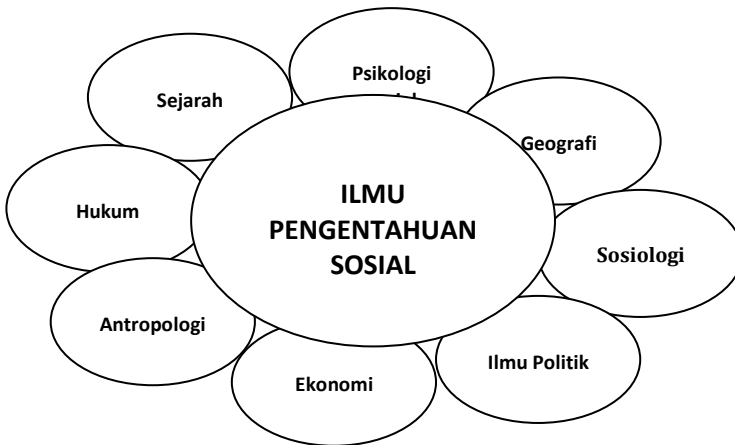 Psikologi
Sejarah
Geografi
ILMU
PENGENTAHUAN
SOSIAL
Hukum
Sosiologi
Antropologi
Ilmu Politik
Ekonomi